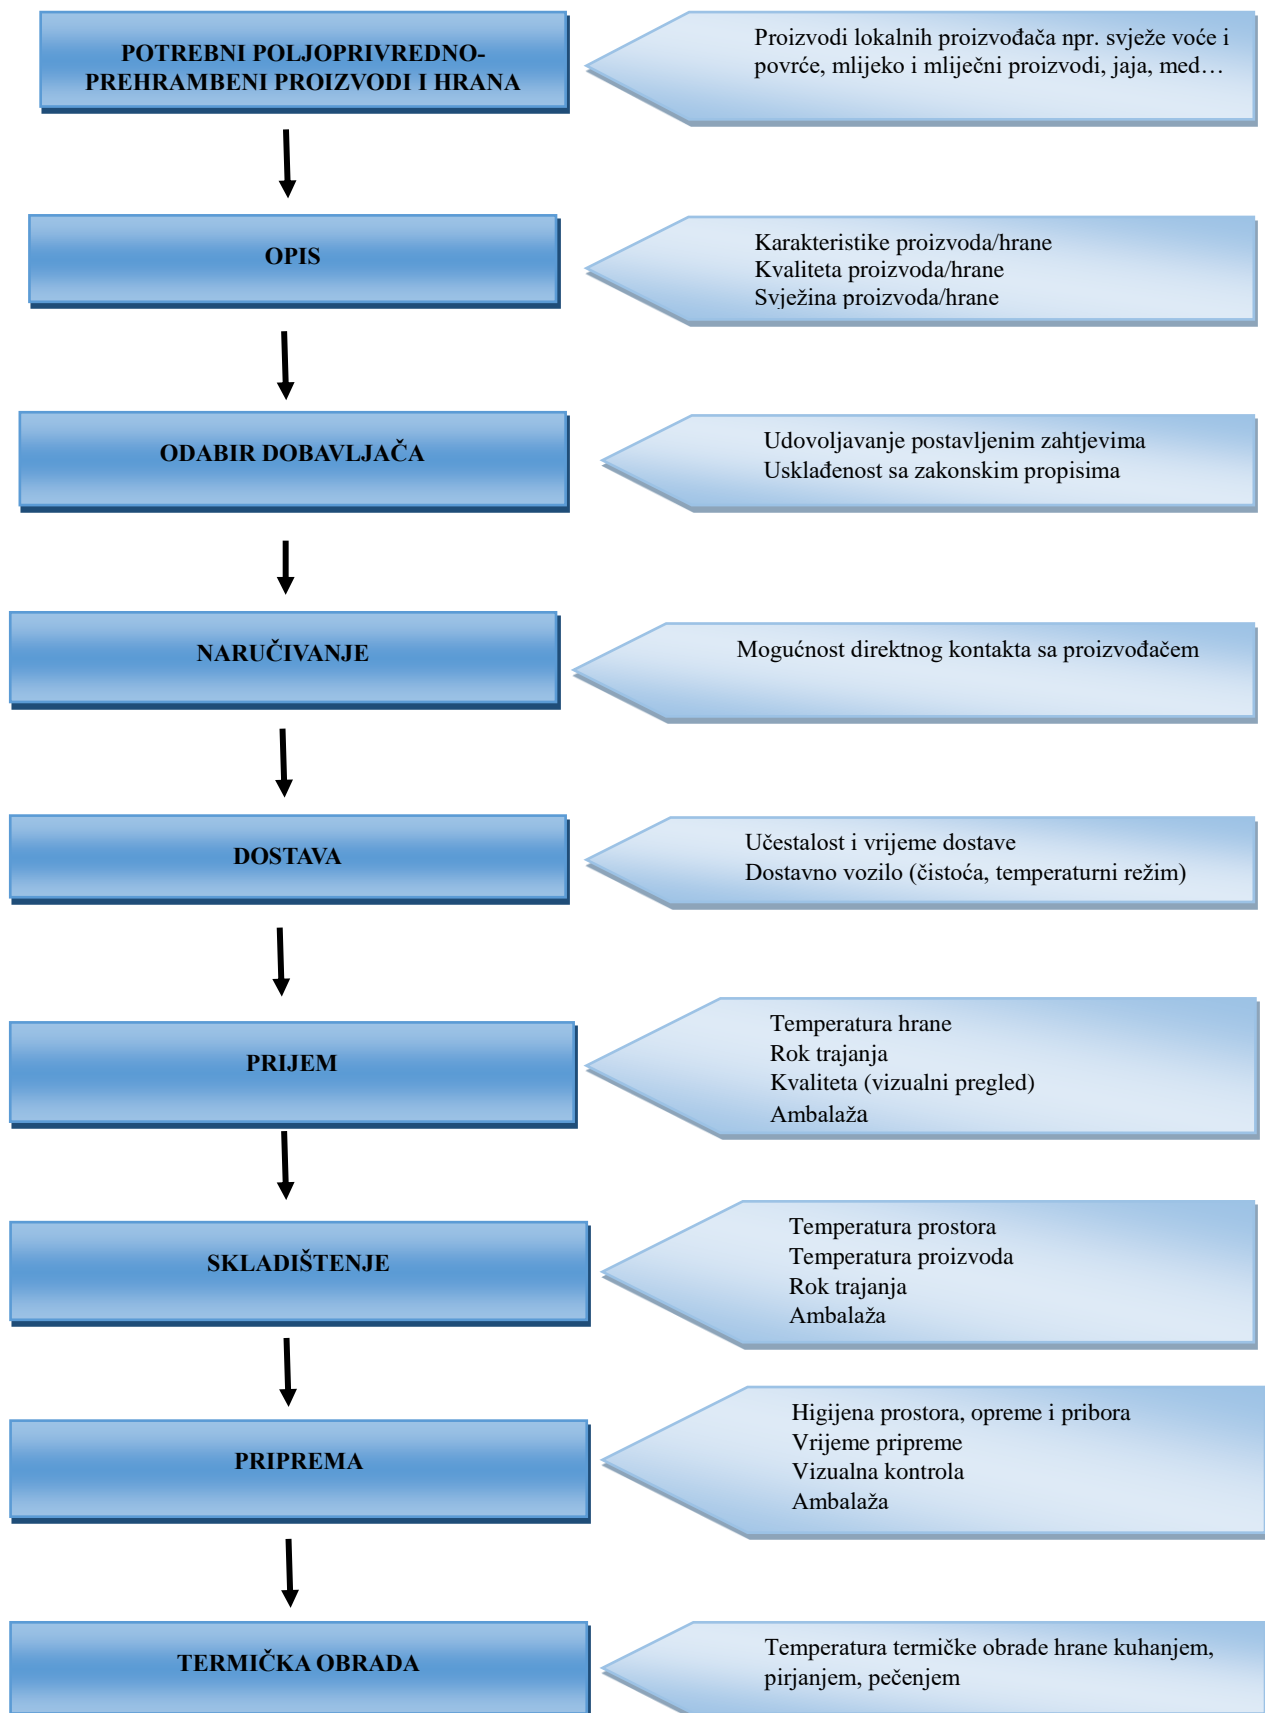 POTREBNI POLJOPRIVREDNO-
PREHRAMBENI PROIZVODI I HRANA
Proizvodi lokalnih proizvođača npr. svježe voće i
povrće, mlijeko i mliječni proizvodi, jaja, med…
OPIS
Karakteristike proizvoda/hrane
Kvaliteta proizvoda/hrane
Svježina proizvoda/hrane
ODABIR DOBAVLJAČA
Udovoljavanje postavljenim zahtjevima
Usklađenost sa zakonskim propisima
NARUČIVANJE
Mogućnost direktnog kontakta sa proizvođačem
DOSTAVA
Učestalost i vrijeme dostave
Dostavno vozilo (čistoća, temperaturni režim)
PRIJEM
Temperatura hrane
Rok trajanja
Kvaliteta (vizualni pregled)
Ambalaža
SKLADIŠTENJE
Temperatura prostora
Temperatura proizvoda
Rok trajanja
Ambalaža
PRIPREMA
Higijena prostora, opreme i pribora
Vrijeme pripreme
Vizualna kontrola
Ambalaža
TERMIČKA OBRADA
Temperatura termičke obrade hrane kuhanjem,
pirjanjem, pečenjem